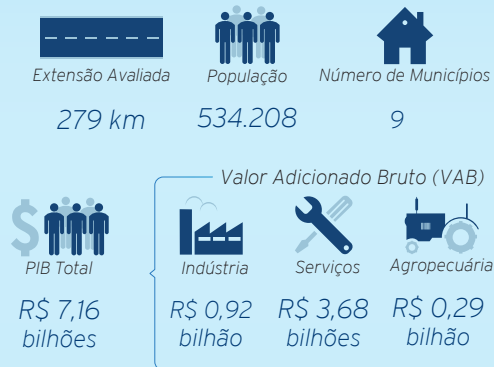 Extensão Avaliada
População
Número de Municípios
279 km
534.208
9
Valor Adicionado Bruto (VAB)
$
PIB Total
Indústria
Serviços
Agropecuária
R$ 7,16
bilhões
R$ 0,92
bilhão
R$ 3,68
bilhões
R$ 0,29
bilhão